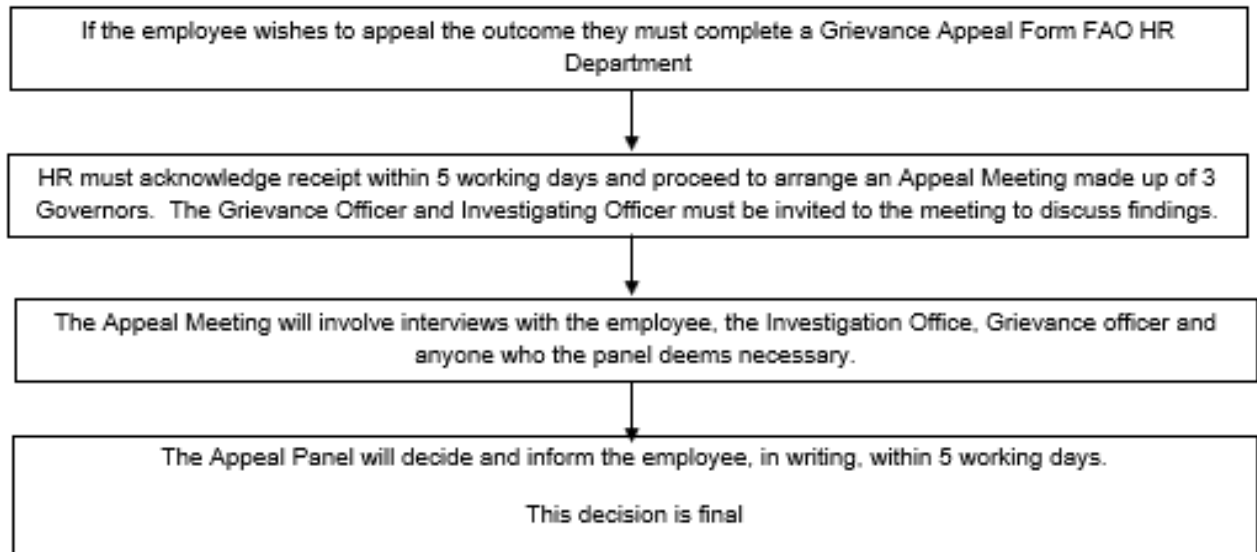 If the employee wishes to appeal the outcome they must complete a Grievance Appeal Form FAO HR
Department
HR must acknowledge receipt within 5 working days and proceed to arrange an Appeal Meeting made up of 3
Governors. The Grievance Officer and Investigating Officer must be invited to the meeting to discuss findings.
The Appeal Meeting will involve interviews with the employee, the Investigation Office, Grievance officer and
anyone who the panel deems necessary.
The Appeal Panel will decide and inform the employee, in writing, within 5 working days.
This decision is final